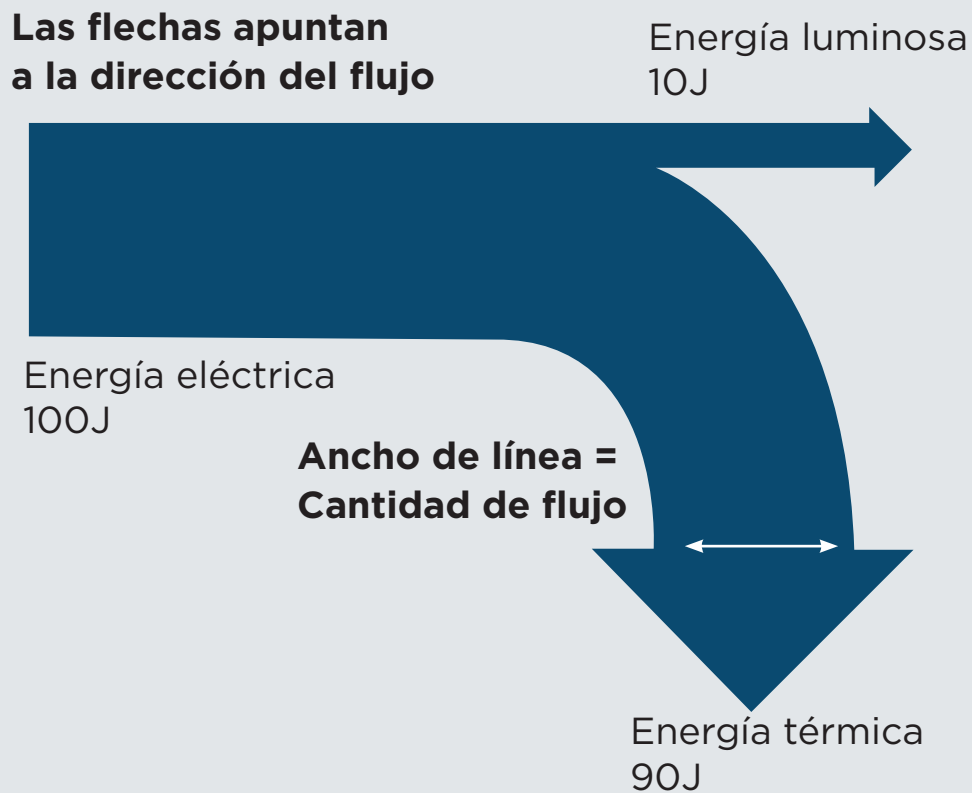 Las flechas apuntan
a la dirección del flujo
Energía luminosa
10J
Energía eléctrica
100J
Ancho de línea =
Cantidad de flujo
Energía térmica
90J